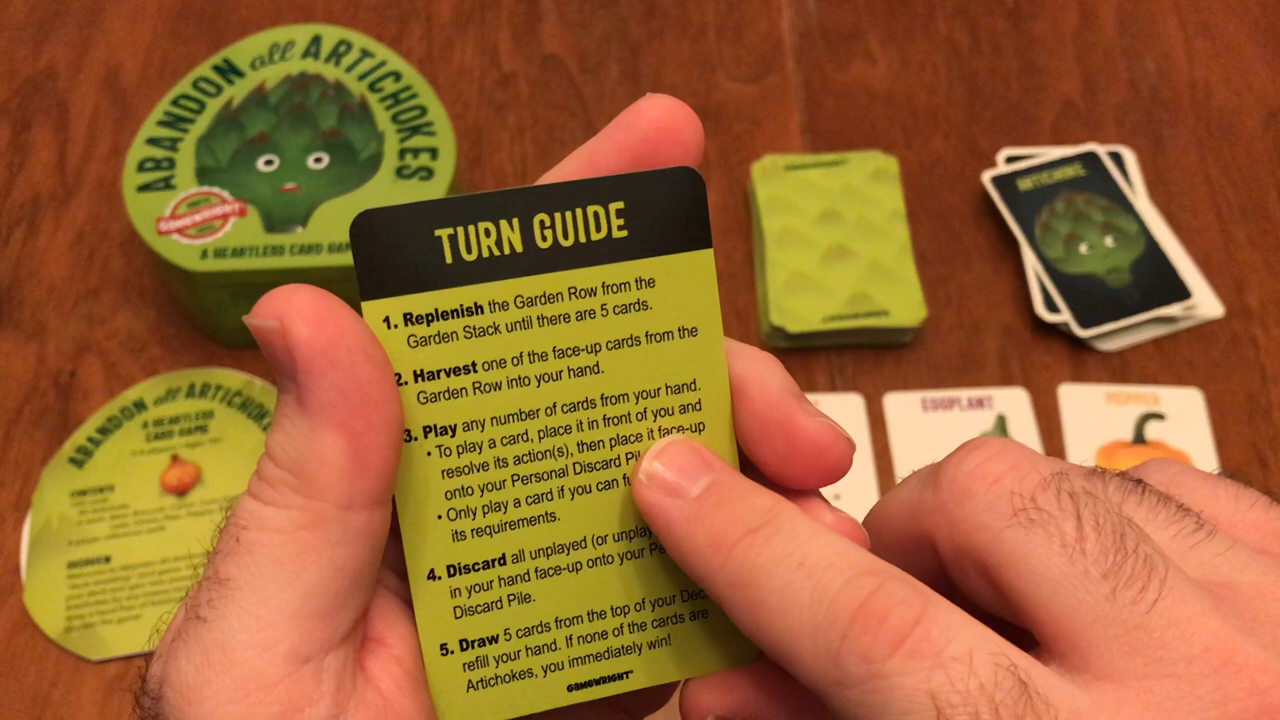 ABANDON all ARTICHOKES
GAMEWRIGHT
A HEARTLESS CARD GAM
TURN GUIDE
1. Replenish the Garden Row from the
Garden Stack until there are 5 cards.
2. Harvest one of the face-up cards from the
Garden Row into your hand.
3. Play any number of cards from your hand.
• To play a card, place it in front of you and
resolve its action(s), then place it face-up
onto your Personal Discard Pil
• Only play a card if you can fu
its requirements.
4. Discard all unplayed (or unplay
in your hand face-up onto your Pe
Discard Pile.
5. Draw 5 cards from the top of your Dec
refill your hand. If none of the cards are
Artichokes, you immediately win!
GAMEWRIGHT
ARTICHOKE
EGGPLANT
PEPPER
ABANDON all ARTICHOKES
A HEARTLESS
CARD GAME
CONTENTS
OVERVIEW